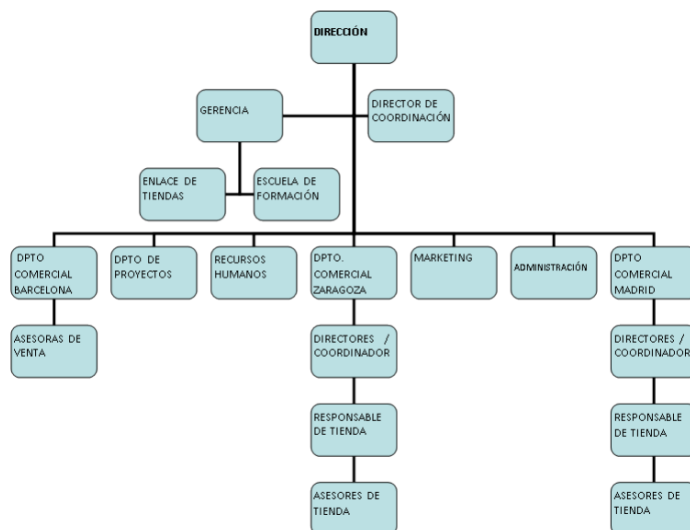 DIRECCIÓN
GERENCIA
DIRECTOR DE
COORDINACIÓN
ENLACE DE
TIENDAS
ESCUELA DE
FORMACIÓN
DPTO
COMERCIAL
BARCELONA
DPTO DE
PROYECTOS
RECURSOS
HUMANOS
DPTO.
COMERCIAL
ZARAGOZA
MARKETING
ADMINISTRACIÓN
DPTO
COMERCIAL
MADRID
ASESORAS DE
VENTA
DIRECTORES /
COORDINADOR
DIRECTORES /
COORDINADOR
RESPONSABLE
DE TIENDA
RESPONSABLE
DE TIENDA
ASESORES DE
TIENDA
ASESORES DE
TIENDA